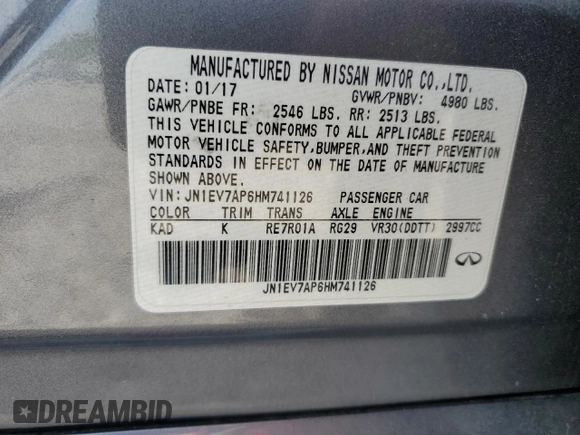 MANUFACTURED BY NISSAN MOTOR CO.,LTD.
DATE: 01/17 GVWR/PNBV: 4980 LBS.
GAWR/PNBE FR: 2546 LBS. RR: 2513 LBS.
THIS VEHICLE CONFORMS TO ALL APPLICABLE FEDERAL
MOTOR VEHICLE SAFETY,BUMPER,AND THEFT PREVENTION
STANDARDS IN EFFECT ON THE DATE OF MANUFACTURE
SHOWN ABOVE.
VIN: JN1EV7AP6HM741126 PASSENGER CAR
COLOR TRIM TRANS AXLE ENGINE
KAD K RE7R01A RG29 VR30(DDTT) 2997CC
JN1EV7AP6HM741126
INFINITI
DREAMBID